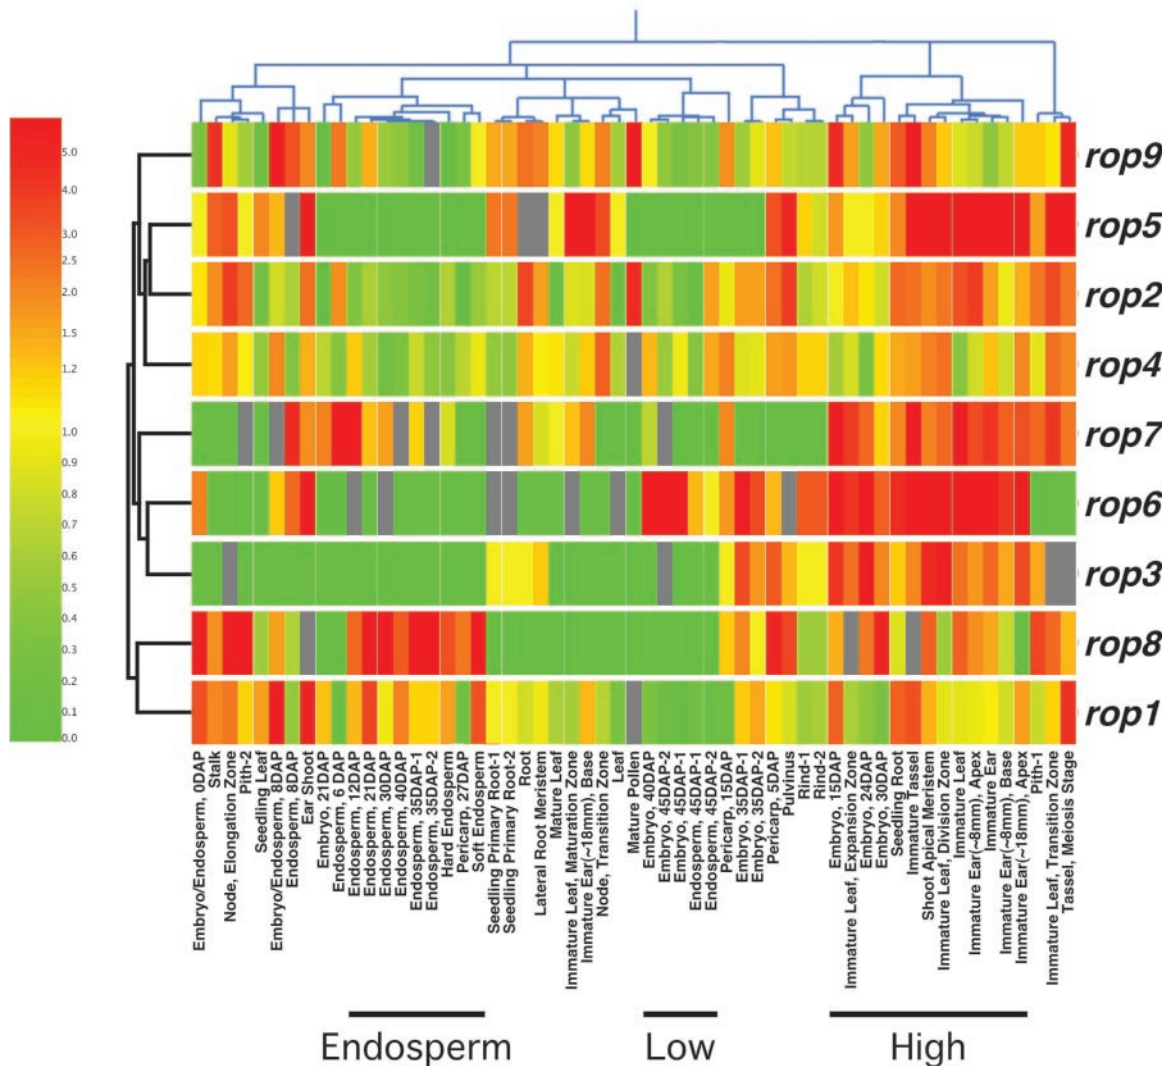 rop9
5.0
4.0
rop5
3.0
2.5
rop2
2.0
1.5
rop4
1.2
1.0
rop7
0.9
0.8
0.7
rop6
0.6
0.5
rop3
0.4
0.3
rop8
0.2
0.1
rop1
0.0
Embryo/Endosperm, 0DAP
Stalk
Node, Elongation Zone
Pith-2
Seedling Leaf
Embryo/Endosperm, 8DAP
Endosperm, 8DAP
Ear Shoot
Embryo, 21DAP
Endosperm, 6 DAP
Endosperm, 12DAP
Endosperm, 21DAP
Endosperm, 30DAP
Endosperm, 40DAP
Endosperm, 35DAP-1
Endosperm, 35DAP-2
Hard Endosperm
Pericarp, 27DAP
Soft Endosperm
Seedling Primary Root-1
Seedling Primary Root-2
Root
Lateral Root Meristem
Mature Leaf
Immature Leaf, Maturation Zone
Immature Ear(~18mm), Base
Node, Transition Zone
Leaf
Mature Pollen
Embryo, 40DAP
Embryo, 45DAP-2
Embryo, 45DAP-1
Endosperm, 45DAP-1
Endosperm, 45DAP-2
Pericarp, 15DAP
Embryo, 35DAP-1
Embryo, 35DAP-2
Pericarp, 5DAP
Pulvinus
Rind-1
Rind-2
Embryo, 15DAP
Immature Leaf, Expansion Zone
Embryo, 24DAP
Embryo, 30DAP
Seedling Root
Immature Tassel
Shoot Apical Meristem
Immature Leaf, Division Zone
Immature Leaf
Immature Ear(~8mm), Apex
Immature Ear
Immature Ear(~8mm), Base
Immature Ear(~18mm), Apex
Pith-1
Immature Leaf, Transition Zone
Tassel, Meiosis Stage
Endosperm
Low
High